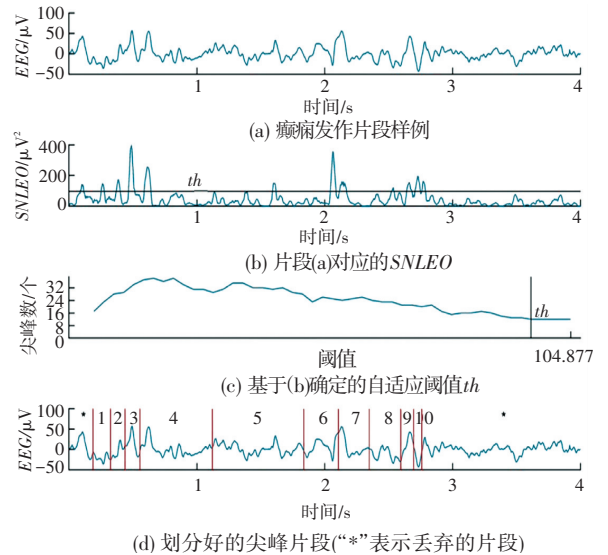 EEG/μV
100
50
0
−50
1
2
3
4
时间/s
(a) 癫痫发作片段样例
SNLEO/μV²
400
200
0
th
1
2
3
4
时间/s
(b) 片段(a)对应的SNLEO
尖峰数/个
32
24
16
8
0
th
阈值
104.877
(c) 基于(b)确定的自适应阈值th
EEG/μV
100
50
0
−50
* 1 2 3 4 5 6 7 8 9 10 *
1
2
3
4
时间/s
(d) 划分好的尖峰片段(“*”表示丢弃的片段)